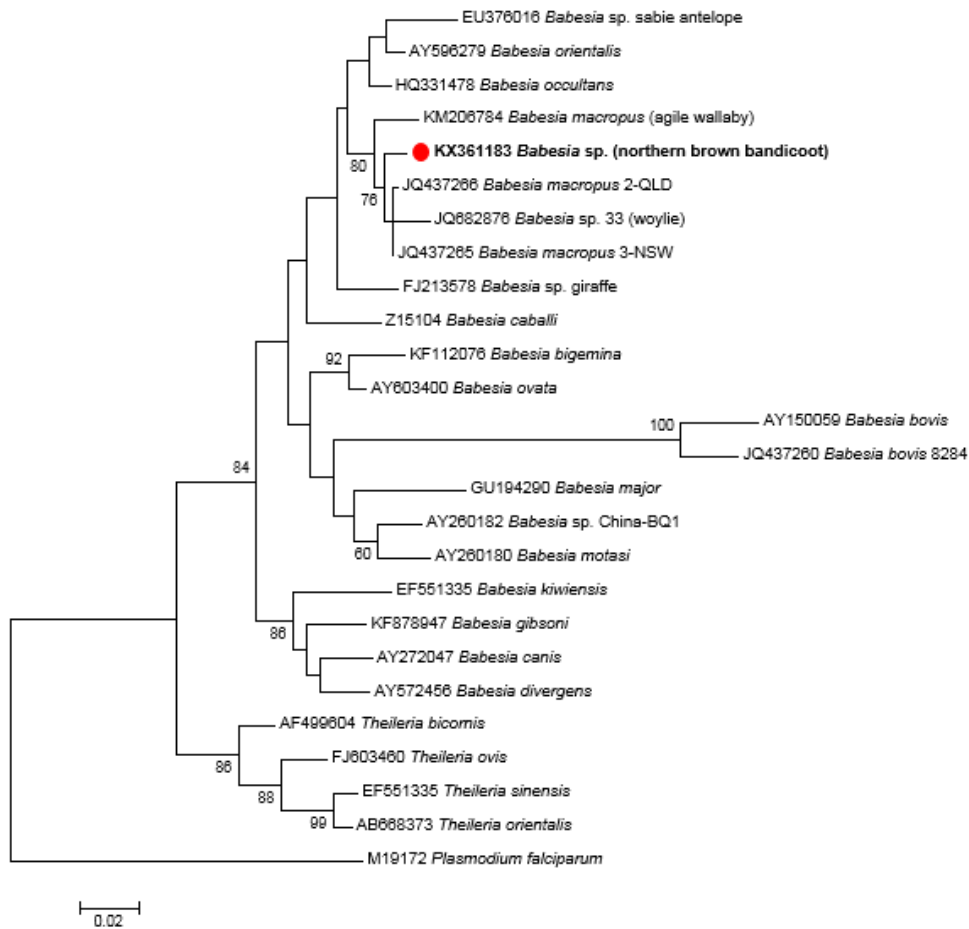 EU376016 Babesia sp. sable antelope
AY596279 Babesia orientalis
HQ331478 Babesia occultans
KM206784 Babesia macropus (agile wallaby)
80
KX361183 Babesia sp. (northern brown bandicoot)
JQ437266 Babesia macropus 2-QLD
76
JQ682876 Babesia sp. 33 (woylie)
JQ437265 Babesia macropus 3-NSW
FJ213578 Babesia sp. giraffe
Z15104 Babesia caballi
92
KF112076 Babesia bigemina
AY603400 Babesia ovata
100
AY150059 Babesia bovis
JQ437260 Babesia bovis 8284
84
GU194290 Babesia major
AY260182 Babesia sp. China-BQ1
60
AY260180 Babesia motasi
EF551335 Babesia kiwiensis
86
KF878947 Babesia gibsoni
AY272047 Babesia canis
AY572456 Babesia divergens
AF499604 Theileria bicornis
86
FJ603460 Theileria ovis
88
EF551335 Theileria sinensis
99
AB668373 Theileria orientalis
M19172 Plasmodium falciparum
0.02